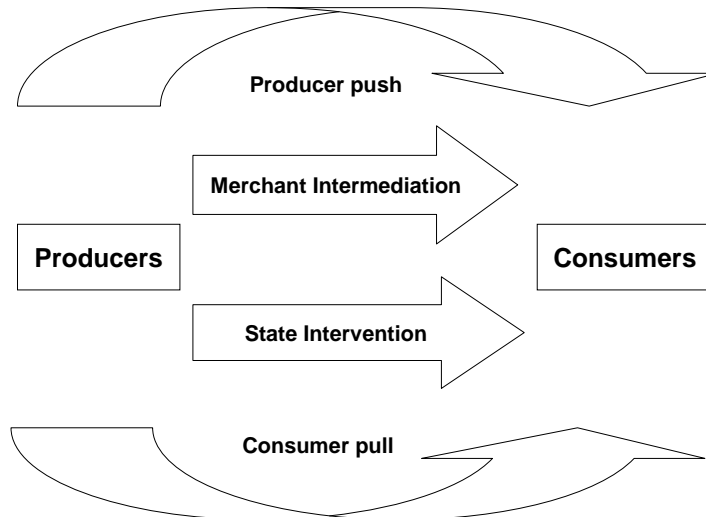 Producer push
Merchant Intermediation
Producers
Consumers
State Intervention
Consumer pull